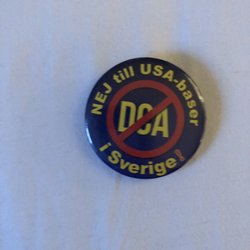 NEJ till USA-baser
DCA
i Sverige!